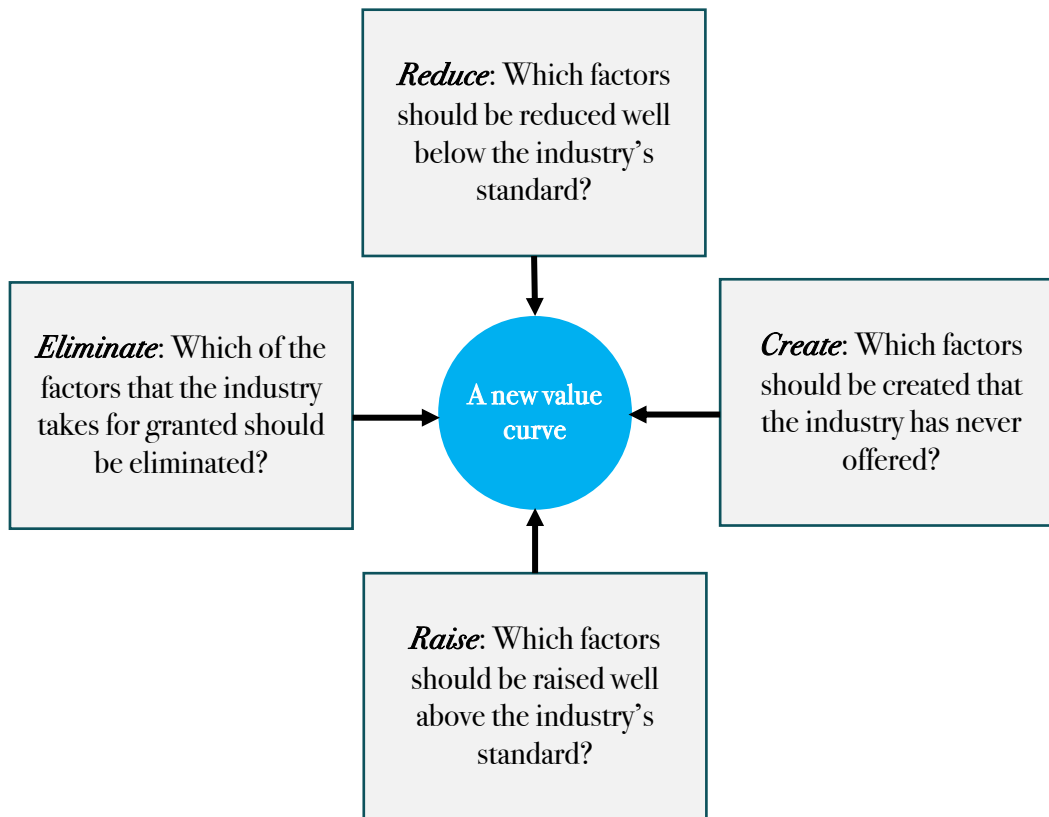 Reduce: Which factors
should be reduced well
below the industry’s
standard?
Eliminate: Which of the
factors that the industry
takes for granted should
be eliminated?
A new value
curve
Create: Which factors
should be created that
the industry has never
offered?
Raise: Which factors
should be raised well
above the industry’s
standard?